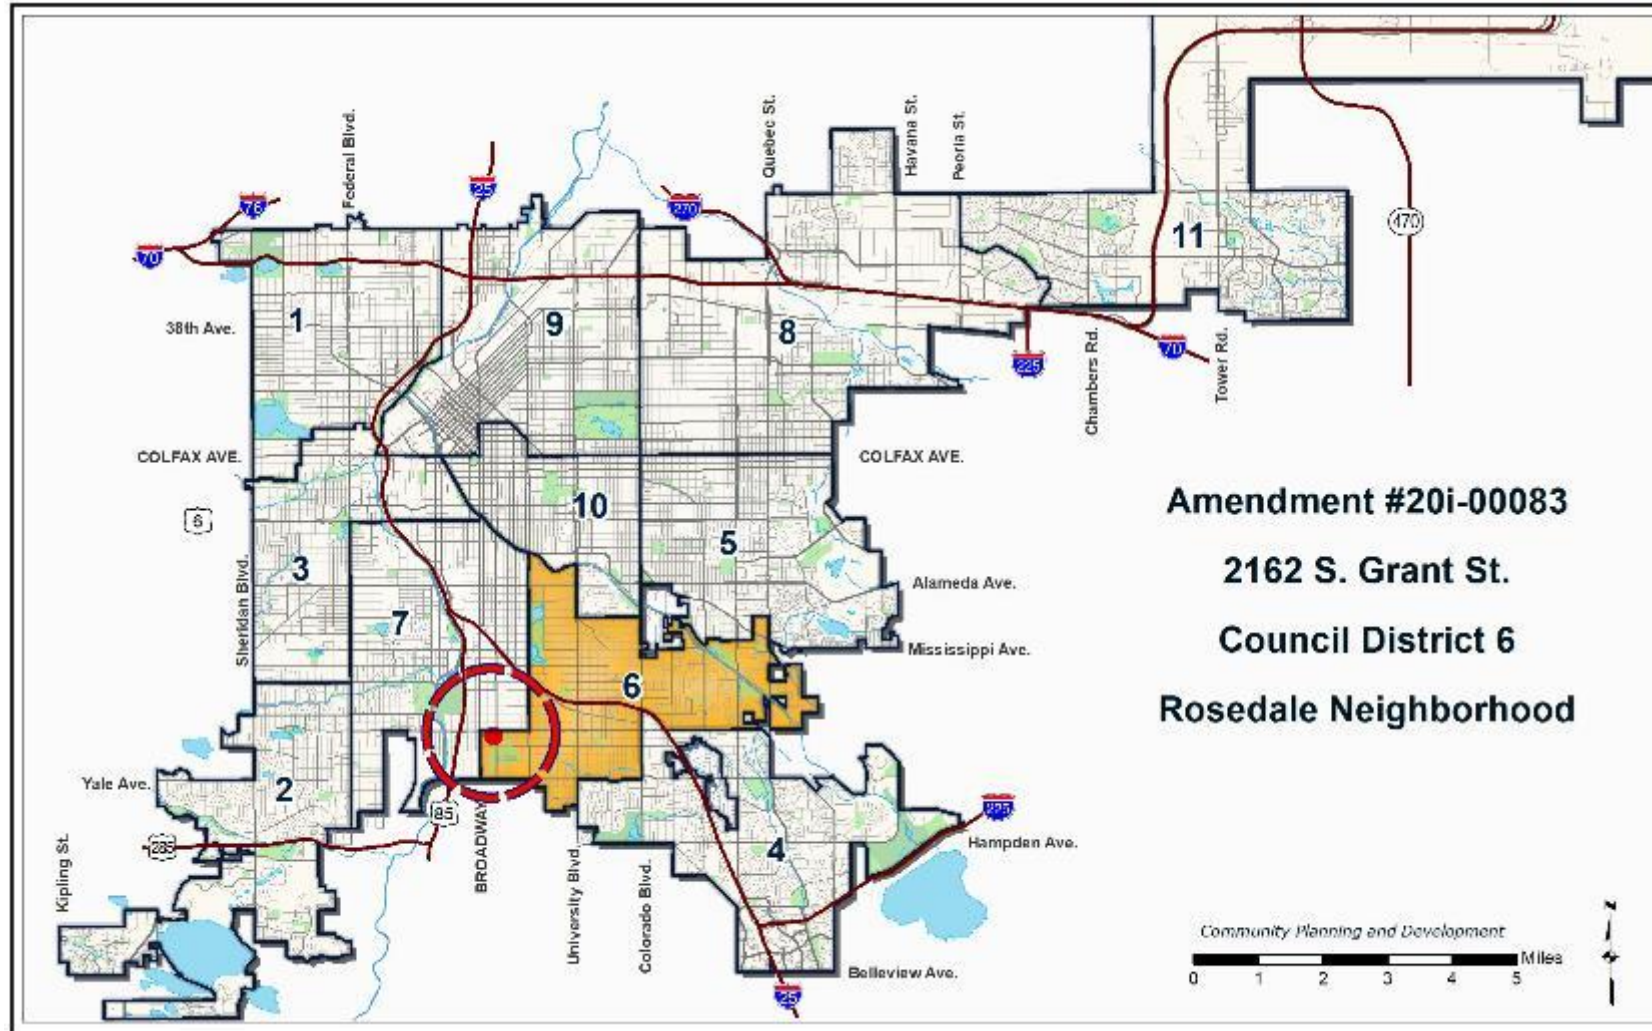 Federal Blvd.
Quebec St.
Havana St.
Peoria St.
76
25
270
70
470
11
1
9
8
38th Ave.
225
Chambers Rd.
70
Tower Rd.
COLFAX AVE.
COLFAX AVE.
6
10
5
3
Sheridan Blvd.
7
Alameda Ave.
Mississippi Ave.
6
Amendment #20i-00083
2162 S. Grant St.
Council District 6
Rosedale Neighborhood
Yale Ave.
2
85
BROADWAY
285
Kipling St.
University Blvd.
Colorado Blvd.
4
225
Hampden Ave.
Belleview Ave.
25
Community Planning and Development
Miles
0 1 2 3 4 5
N